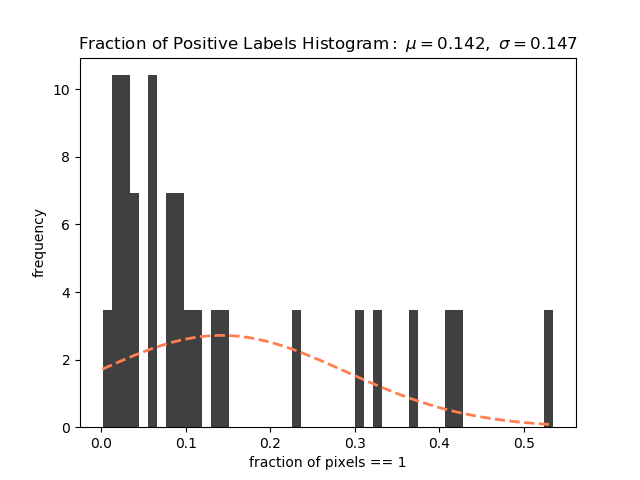 Fraction of Positive Labels Histogram: μ = 0.142, σ = 0.147
10
8
6
4
2
0
frequency
0.0 0.1 0.2 0.3 0.4 0.5
fraction of pixels == 1